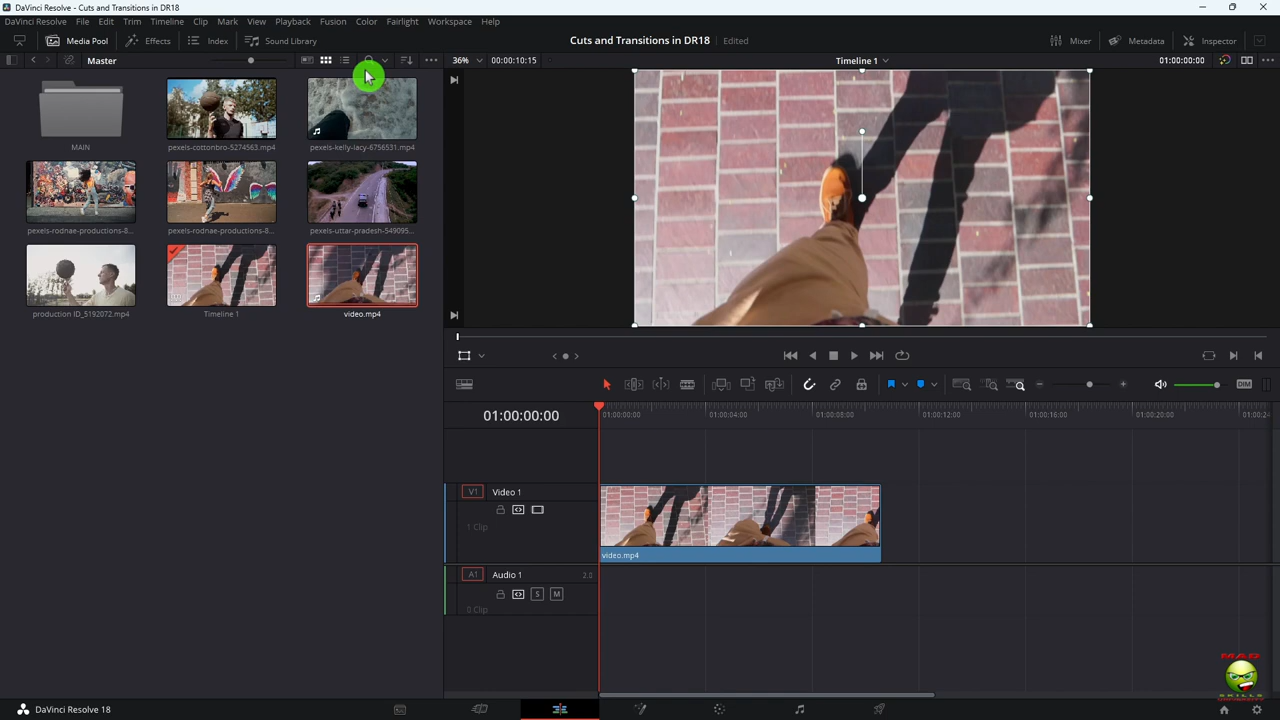 DaVinci Resolve - Cuts and Transitions in DR18
DaVinci Resolve File Edit Trim Timeline Clip Mark View Playback Fusion Color Fairlight Workspace Help
Media Pool Effects Index Sound Library Cuts and Transitions in DR18 Edited Mixer Metadata Inspector
Master 36% 00:00:10:15 Timeline 1 01:00:00:00
MAIN pexels-cottonbro-5274563.mp4 pexels-kelly-lacy-6756531.mp4
pexels-rodnae-productions-8... pexels-rodnae-productions-8... pexels-uttar-pradesh-549095...
production ID_5192072.mp4 Timeline 1 video.mp4
DIM
01:00:00:00 01:00:00:00 01:00:04:00 01:00:08:00 01:00:12:00 01:00:16:00 01:00:20:00 01:00:24
V1 Video 1
1 Clip
video.mp4
A1 Audio 1 2.0
S M
0 Clip
MAR
SKILLS
DaVinci Resolve 18